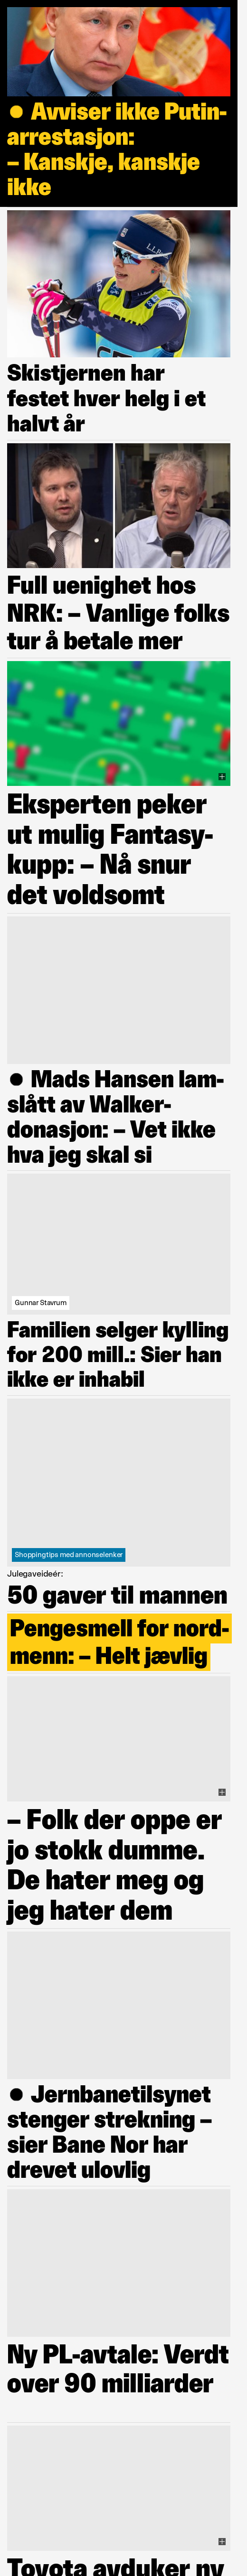 ● Avviser ikke Putin-
arrestasjon:
– Kanskje, kanskje
ikke
Skistjernen har
festet hver helg i et
halvt år
Full uenighet hos
NRK: – Vanlige folks
tur å betale mer
Eksperten peker
ut mulig Fantasy-
kupp: – Nå snur
det voldsomt
● Mads Hansen lam-
slått av Walker-
donasjon: – Vet ikke
hva jeg skal si
Gunnar Stavrum
Familien selger kylling
for 200 mill.: Sier han
ikke er inhabil
Shoppingtips med annonselenker
Julegaveideér:
50 gaver til mannen
Pengesmell for nord-
menn: – Helt jævlig
– Folk der oppe er
jo stokk dumme.
De hater meg og
jeg hater dem
● Jernbanetilsynet
stenger strekning –
sier Bane Nor har
drevet ulovlig
Ny PL-avtale: Verdt
over 90 milliarder
Toyota avduker ny